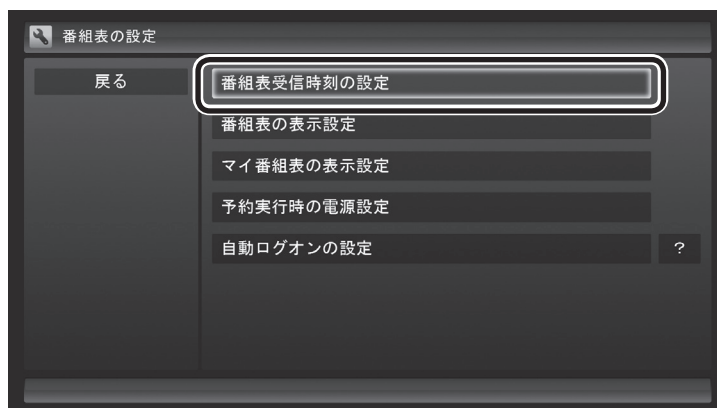 番組表の設定
戻る
番組表受信時刻の設定
番組表の表示設定
マイ番組表の表示設定
予約実行時の電源設定
自動ログオンの設定
?